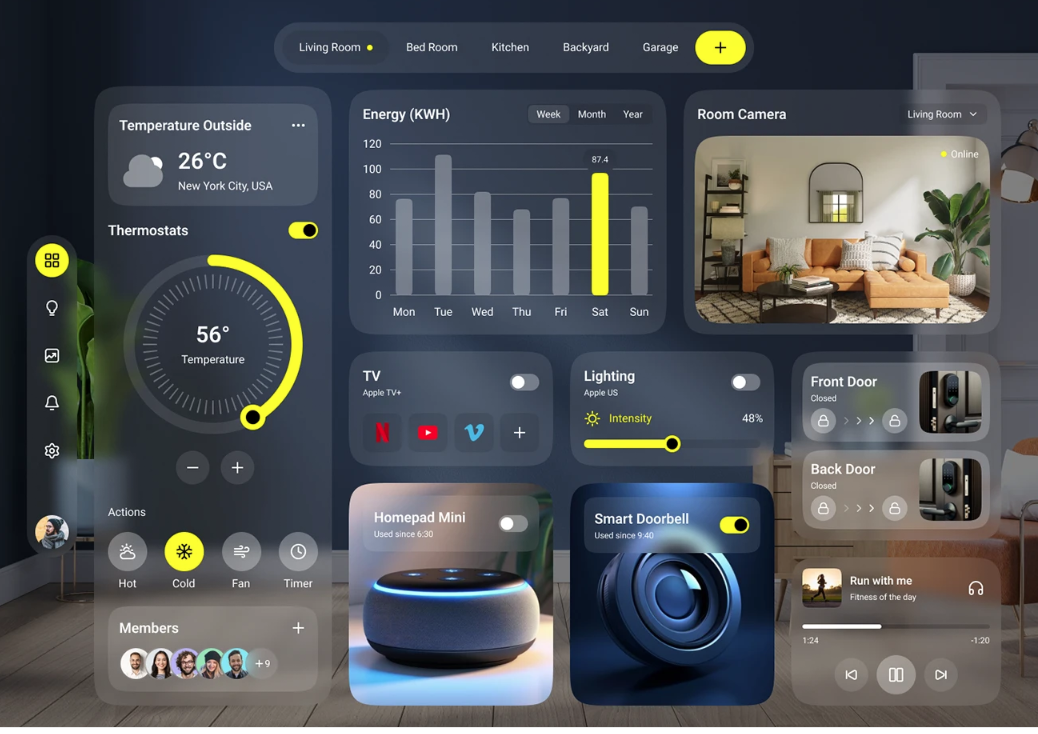 Living Room
Bed Room
Kitchen
Backyard
Garage
+
Temperature Outside
26°C
New York City, USA
Thermostats
56°
Temperature
Actions
Hot
Cold
Fan
Timer
Members
+9
Energy (KWH)
Week
Month
Year
120
100
80
60
40
20
0
87.4
Mon
Tue
Wed
Thu
Fri
Sat
Sun
Room Camera
Living Room
Online
TV
Apple TV+
Lighting
Apple US
Intensity
48%
Front Door
Closed
Back Door
Closed
Homepad Mini
Used since 6:30
Smart Doorbell
Used since 9:40
Run with me
Fitness of the day
1:24
-1:20